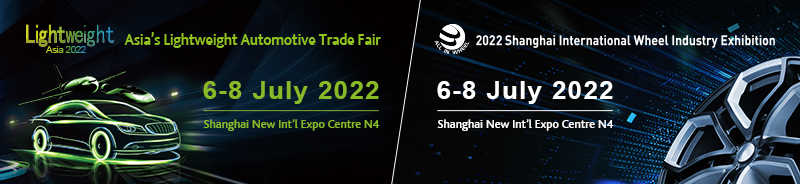 Lightweight
Asia 2022
Asia's Lightweight Automotive Trade Fair
6-8 July 2022
Shanghai New Int'l Expo Centre N4
ALL IN WHEEL
2022 Shanghai International Wheel Industry Exhibition
6-8 July 2022
Shanghai New Int'l Expo Centre N4